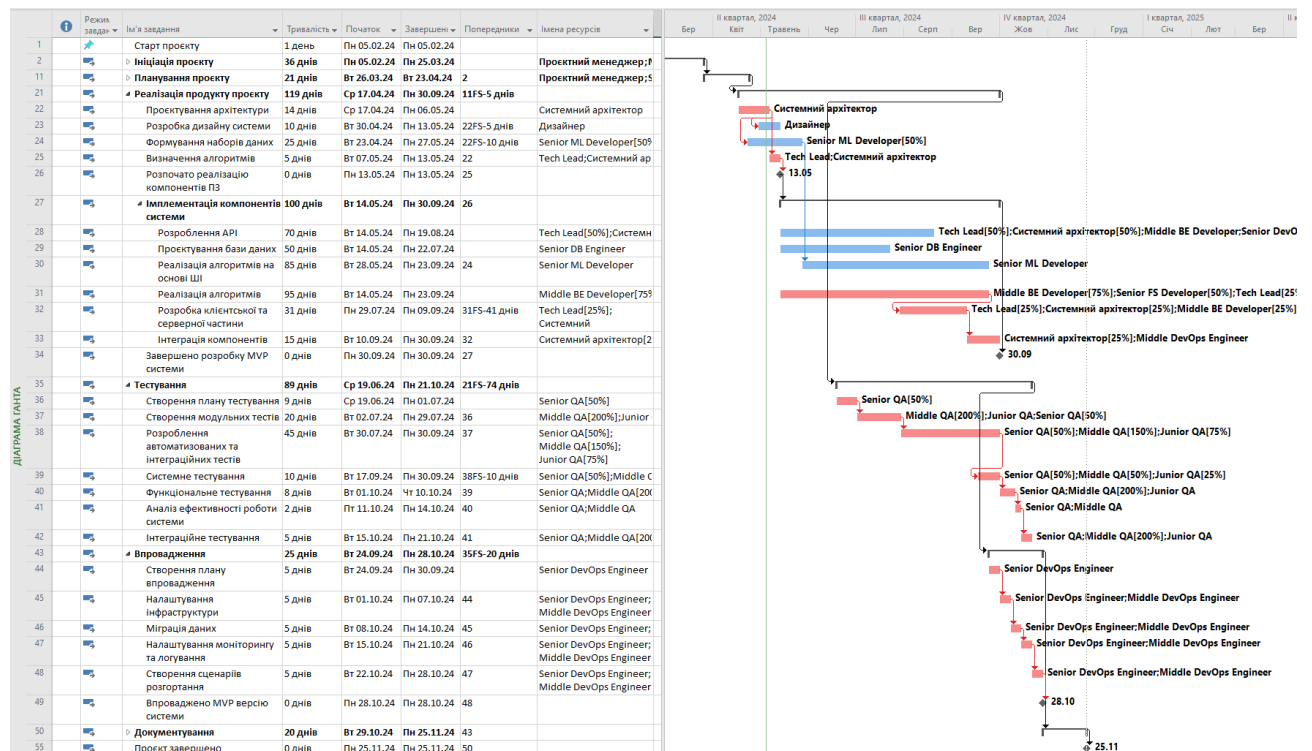 II квартал, 2024 III квартал, 2024 IV квартал, 2024 I квартал, 2025 II к
Режим завдан Ім'я завдання Тривалість Початок Завершені Попередники Імена ресурсів Бер Квіт Травень Чер Лип Серп Вер Жов Лис Груд Січ Лют Бер
1 Старт проєкту 1 день Пн 05.02.24 Пн 05.02.24
2 Ініціація проєкту 36 днів Пн 05.02.24 Пн 25.03.24 Проєктний менеджер;
11 Планування проєкту 21 днів Вт 26.03.24 Вт 23.04.24 2 Проєктний менеджер;S
21 Реалізація продукту проєкту 119 днів Ср 17.04.24 Пн 30.09.24 11FS-5 днів
22 Проєктування архітектури 14 днів Ср 17.04.24 Пн 06.05.24 Системний архітектор Системний архітектор
23 Розробка дизайну системи 10 днів Вт 30.04.24 Пн 13.05.24 22FS-5 днів Дизайнер Дизайнер
24 Формування наборів даних 25 днів Вт 23.04.24 Пн 27.05.24 22FS-10 днів Senior ML Developer[50% Senior ML Developer[50%]
25 Визначення алгоритмів 5 днів Вт 07.05.24 Пн 13.05.24 22 Tech Lead;Системний ар Tech Lead;Системний архітектор
26 Розпочато реалізацію 0 днів Пн 13.05.24 Пн 13.05.24 25 13.05
компонентів ПЗ
27 Імплементація компонентів 100 днів Вт 14.05.24 Пн 30.09.24 26
системи
28 Розроблення API 70 днів Вт 14.05.24 Пн 19.08.24 Tech Lead[50%];Системн Tech Lead[50%];Системний архітектор[50%];Middle BE Developer;Senior DevO
29 Проєктування бази даних 50 днів Вт 14.05.24 Пн 22.07.24 Senior DB Engineer Senior DB Engineer
30 Реалізація алгоритмів на 85 днів Вт 28.05.24 Пн 23.09.24 24 Senior ML Developer Senior ML Developer
основі ШІ
31 Реалізація алгоритмів 95 днів Вт 14.05.24 Пн 23.09.24 Middle BE Developer[75% Middle BE Developer[75%];Senior FS Developer[50%];Tech Lead[25%
32 Розробка клієнтської та 31 днів Пн 29.07.24 Пн 09.09.24 31FS-41 днів Tech Lead[25%]; Tech Lead[25%];Системний архітектор[25%];Middle BE Developer[25%]
серверної частини Системний
33 Інтеграція компонентів 15 днів Вт 10.09.24 Пн 30.09.24 32 Системний архітектор[2 Системний архітектор[25%];Middle DevOps Engineer
34 Завершено розробку MVP 0 днів Пн 30.09.24 Пн 30.09.24 27 30.09
системи
35 Тестування 89 днів Ср 19.06.24 Пн 21.10.24 21FS-74 днів
36 Створення плану тестування 9 днів Ср 19.06.24 Пн 01.07.24 Senior QA[50%] Senior QA[50%]
37 Створення модульних тестів 20 днів Вт 02.07.24 Пн 29.07.24 36 Middle QA[200%];Junior Middle QA[200%];Junior QA;Senior QA[50%]
38 Розроблення 45 днів Вт 30.07.24 Пн 30.09.24 37 Senior QA[50%]; Senior QA[50%];Middle QA[150%];Junior QA[75%]
автоматизованих та Middle QA[150%];
інтеграційних тестів Junior QA[75%]
39 Системне тестування 10 днів Вт 17.09.24 Пн 30.09.24 38FS-10 днів Senior QA[50%];Middle Senior QA[50%];Middle QA[50%];Junior QA[25%]
40 Функціональне тестування 8 днів Вт 01.10.24 Чт 10.10.24 39 Senior QA;Middle QA[200 Senior QA;Middle QA[200%];Junior QA
41 Аналіз ефективності роботи 2 днів Пт 11.10.24 Пн 14.10.24 40 Senior QA;Middle QA Senior QA;Middle QA
системи
42 Інтеграційне тестування 5 днів Вт 15.10.24 Пн 21.10.24 41 Senior QA;Middle QA[200 Senior QA;Middle QA[200%];Junior QA
43 Впровадження 25 днів Вт 24.09.24 Пн 28.10.24 35FS-20 днів
44 Створення плану 5 днів Вт 24.09.24 Пн 30.09.24 Senior DevOps Engineer Senior DevOps Engineer
впровадження
45 Налаштування 5 днів Вт 01.10.24 Пн 07.10.24 44 Senior DevOps Engineer; Senior DevOps Engineer;Middle DevOps Engineer
інфраструктури Middle DevOps Engineer
46 Міграція даних 5 днів Вт 08.10.24 Пн 14.10.24 45 Senior DevOps Engineer; Senior DevOps Engineer;Middle DevOps Engineer
47 Налаштування моніторингу 5 днів Вт 15.10.24 Пн 21.10.24 46 Senior DevOps Engineer; Senior DevOps Engineer;Middle DevOps Engineer
та логування Middle DevOps Engineer
48 Створення сценаріїв 5 днів Вт 22.10.24 Пн 28.10.24 47 Senior DevOps Engineer; Senior DevOps Engineer;Middle DevOps Engineer
розгортання Middle DevOps Engineer
49 Впроваджено MVP версію 0 днів Пн 28.10.24 Пн 28.10.24 48 28.10
системи
50 Документування 20 днів Вт 29.10.24 Пн 25.11.24 43
55 Проєкт завершено 0 днів Пн 25.11.24 Пн 25.11.24 50 25.11
ДІАГРАМА ГАНТА